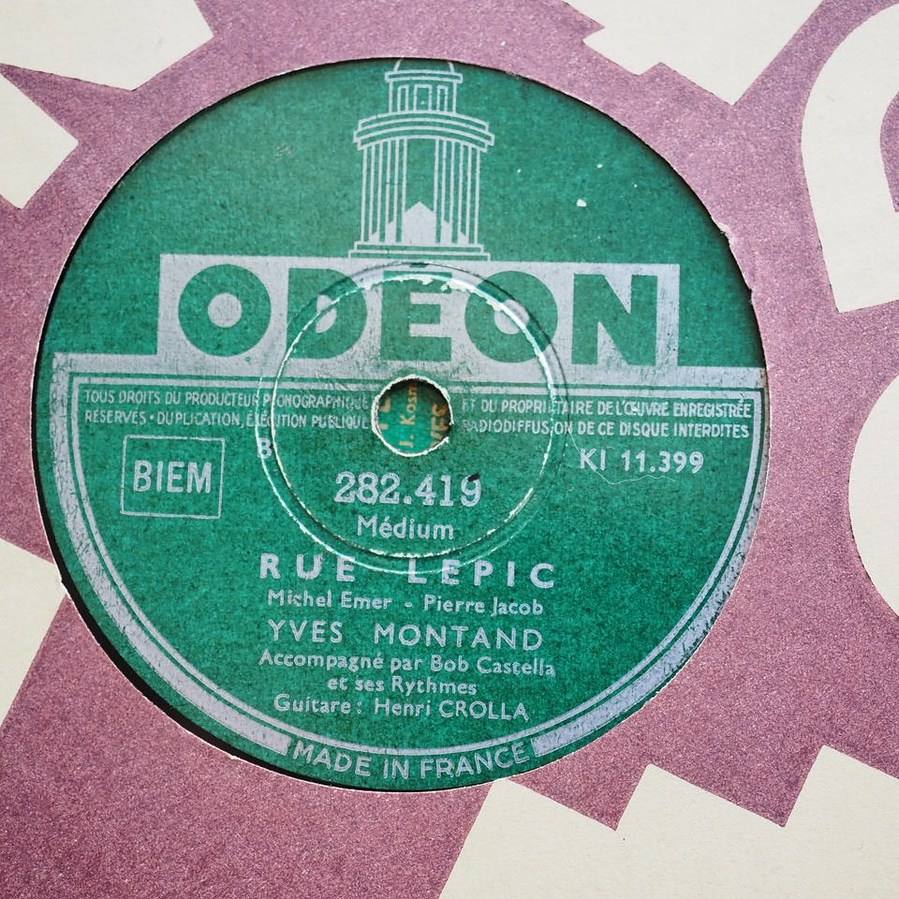 ODEON
TOUS DROITS DU PRODUCTEUR PHONOGRAPHIQUE ET DU PROPRIÉTAIRE DE L'ŒUVRE ENREGISTRÉE
RÉSERVÉS • DUPLICATION, EXÉCUTION PUBLIQUE RADIODIFFUSION DE CE DISQUE INTERDITES
BIEM
KI 11.399
282.419
Médium
RUE LEPIC
Michel Emer - Pierre Jacob
YVES MONTAND
Accompagné par Bob Castella
et ses Rythmes
Guitare : Henri CROLLA
MADE IN FRANCE